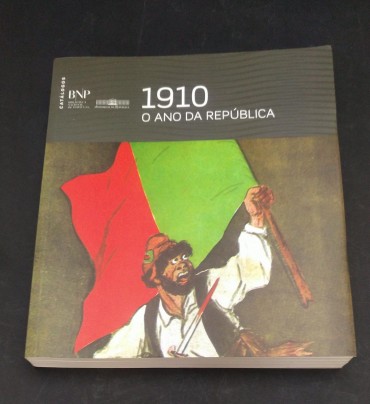 CATÁLOGOS
BNP
1910
O ANO DA REPÚBLICA